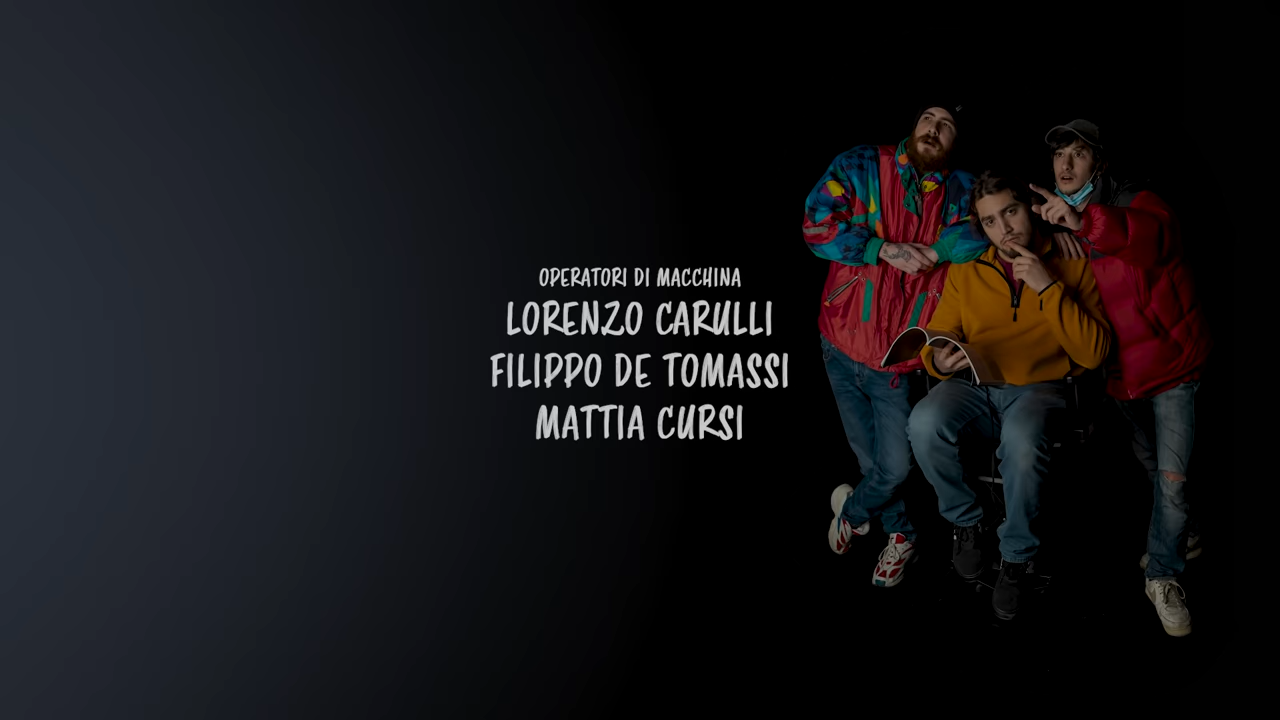 OPERATORI DI MACCHINA
LORENZO CARULLI
FILIPPO DE TOMASSI
MATTIA CURSI